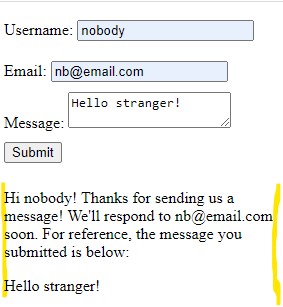 Username: nobody
Email: nb@email.com
Hello stranger!
Message:
Submit
Hi nobody! Thanks for sending us a
message! We'll respond to nb@email.com
soon. For reference, the message you
submitted is below:
Hello stranger!